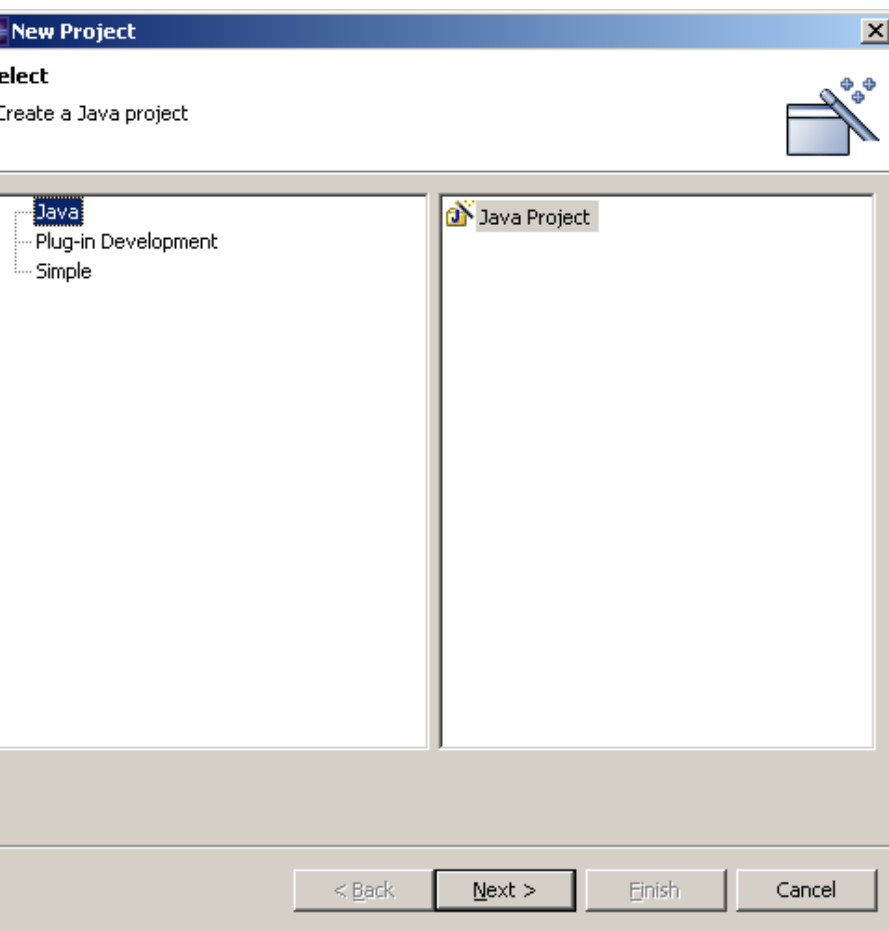 New Project
elect
Create a Java project
Java
Plug-in Development
Simple
Java Project
< Back
Next >
Finish
Cancel